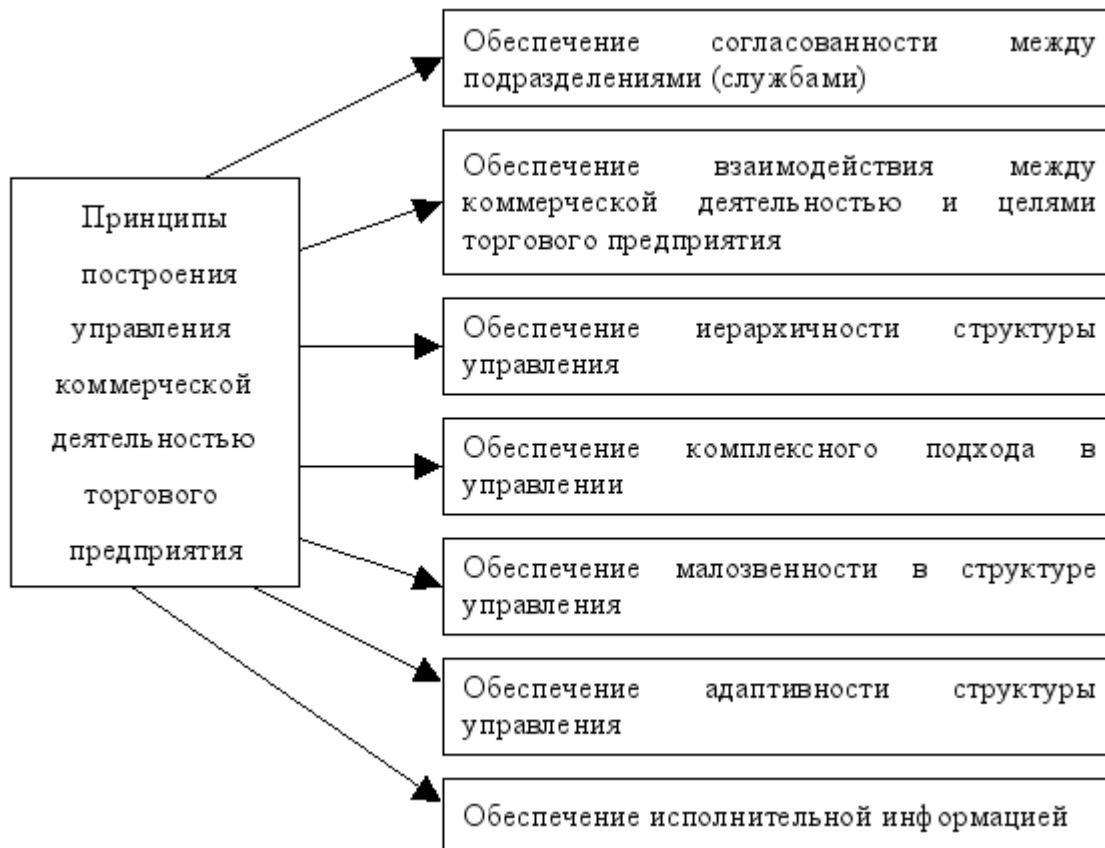 Принципы
построения
управления
коммерческой
деятельностью
торгового
предприятия
Обеспечение согласованности между
подразделениями (службами)
Обеспечение взаимодействия между
коммерческой деятельностью и целями
торгового предприятия
Обеспечение иерархичности структуры
управления
Обеспечение комплексного подхода в
управлении
Обеспечение малозвенности в структуре
управления
Обеспечение адаптивности структуры
управления
Обеспечение исполнительной информацией